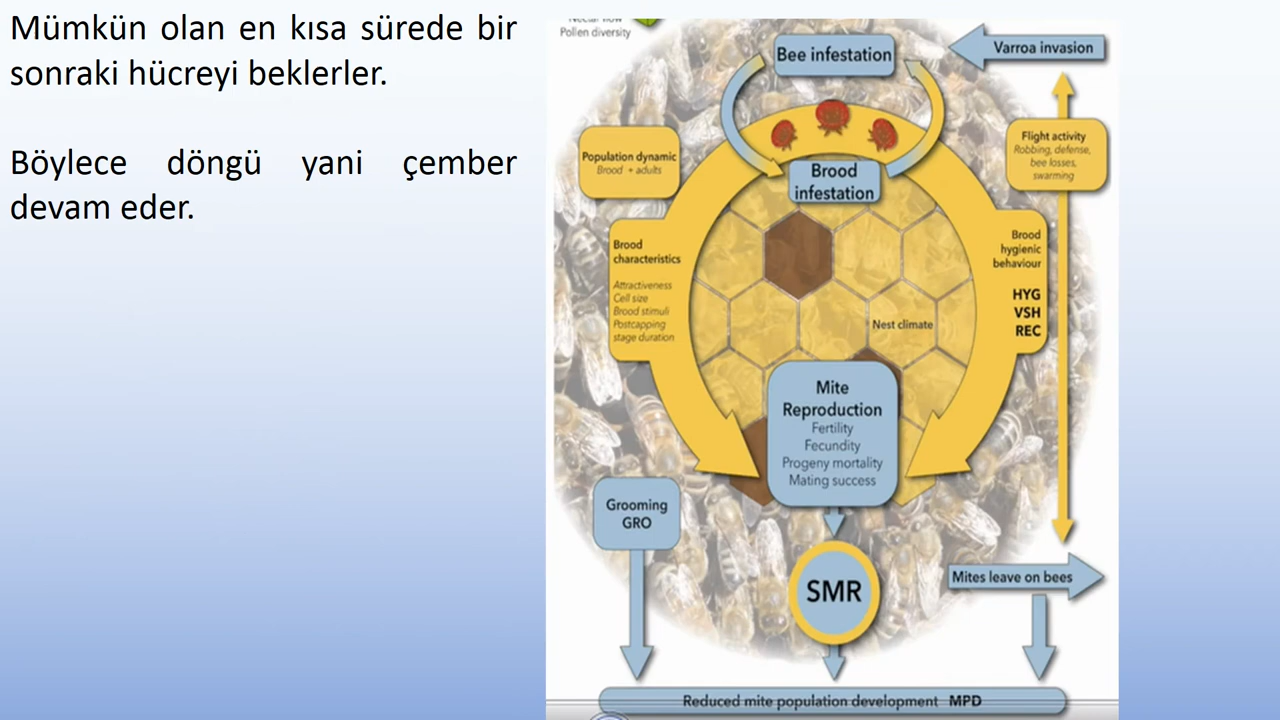 Mümkün olan en kısa sürede bir
sonraki hücreyi beklerler.
Böylece döngü yani çember
devam eder.
Pollen diversity
Bee infestation
Varroa invasion
Population dynamic
Brood + adults
Brood
infestation
Flight activity
Robbing, defense,
bee losses,
swarming
Brood
characteristics
Attractiveness
Cell size
Brood stimuli
Postcapping
stage duration
Brood
hygienic
behaviour
HYG
VSH
REC
Nest climate
Mite
Reproduction
Fertility
Fecundity
Progeny mortality
Mating success
Grooming
GRO
SMR
Mites leave on bees
Reduced mite population development MPD